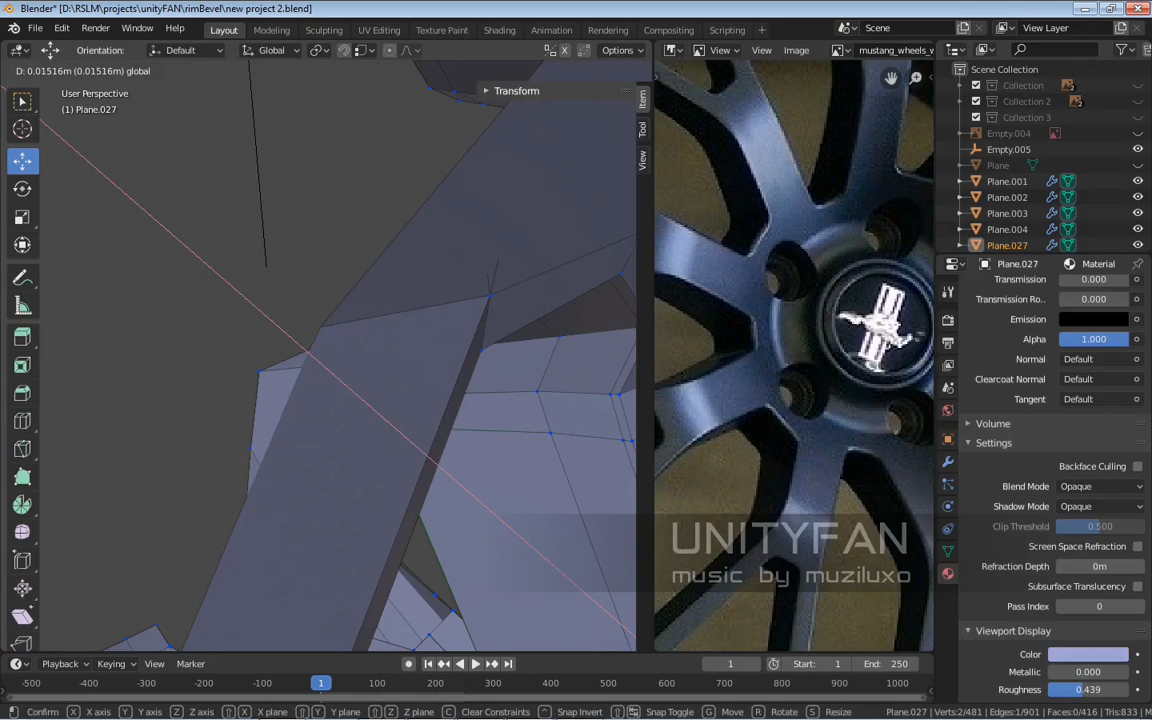 Blender* [D:\RSLM\projects\unityFAN\rimBevel\new project 2.blend]
File Edit Render Window Help Layout Modeling Sculpting UV Editing Texture Paint Shading Animation Rendering Compositing Scripting + Scene View Layer
Orientation: Default Global Options View View Image mustang_wheels_w
D: 0.01516m (0.01516m) global
User Perspective
(1) Plane.027
Transform
Item
Tool
View
Scene Collection
Collection 2
Collection 2 2
Collection 3
Empty.004
Empty.005
Plane
Plane.001
Plane.002
Plane.003
Plane.004
Plane.027
Plane.027 Material
Transmission 0.000
Transmission Ro.. 0.000
Emission
Alpha 1.000
Normal Default
Clearcoat Normal Default
Tangent Default
Volume
Settings
Backface Culling
Blend Mode Opaque
Shadow Mode Opaque
Clip Threshold 0.500
Screen Space Refraction
Refraction Depth 0m
Subsurface Translucency
Pass Index 0
Viewport Display
Color
Metallic 0.000
Roughness 0.439
UNITYFAN
music by muziluxo
Playback Keying View Marker 1 Start: 1 End: 250
-500 -400 -300 -200 -100 1 100 200 300 400 500 600 700 800 900 1000
Confirm X X axis Y Y axis Z Z axis X X plane Y Y plane Z Z plane C Clear Constraints Snap Invert Snap Toggle G Move R Rotate S Resize Plane.027 | Verts:2/481 | Edges:1/901 | Faces:0/416 | Tris:833 | M